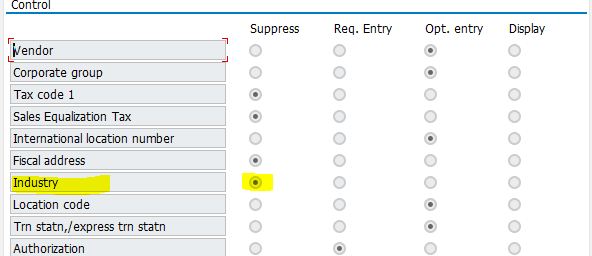 Control
Suppress Req. Entry Opt. entry Display
Vendor
Corporate group
Tax code 1
Sales Equalization Tax
International location number
Fiscal address
Industry
Location code
Trn statn,/express trn statn
Authorization